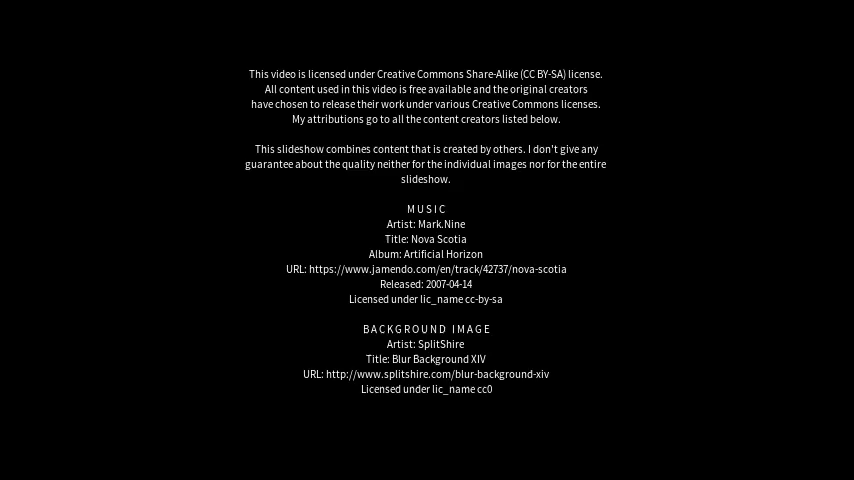 This video is licensed under Creative Commons Share-Alike (CC BY-SA) license.
All content used in this video is free available and the original creators
have chosen to release their work under various Creative Commons licenses.
My attributions go to all the content creators listed below.
This slideshow combines content that is created by others. I don't give any
guarantee about the quality neither for the individual images nor for the entire
slideshow.
MUSIC
Artist: Mark.Nine
Title: Nova Scotia
Album: Artificial Horizon
URL: https://www.jamendo.com/en/track/42737/nova-scotia
Released: 2007-04-14
Licensed under lic_name cc-by-sa
BACKGROUND IMAGE
Artist: SplitShire
Title: Blur Background XIV
URL: http://www.splitshire.com/blur-background-xiv
Licensed under lic_name cc0